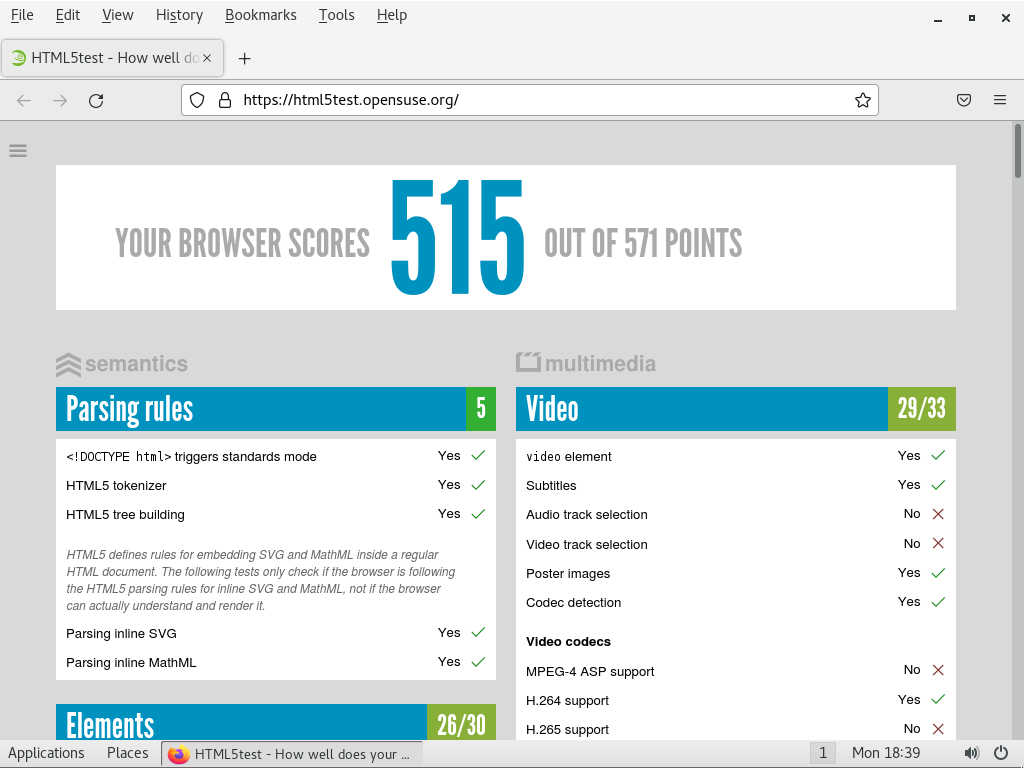 File Edit View History Bookmarks Tools Help
HTML5test - How well do
https://html5test.opensuse.org/
YOUR BROWSER SCORES 515 OUT OF 571 POINTS
semantics
Parsing rules 5
<!DOCTYPE html> triggers standards mode Yes
HTML5 tokenizer Yes
HTML5 tree building Yes
HTML5 defines rules for embedding SVG and MathML inside a regular
HTML document. The following tests only check if the browser is following
the HTML5 parsing rules for inline SVG and MathML, not if the browser
can actually understand and render it.
Parsing inline SVG Yes
Parsing inline MathML Yes
Elements 26/30
multimedia
Video 29/33
video element Yes
Subtitles Yes
Audio track selection No
Video track selection No
Poster images Yes
Codec detection Yes
Video codecs
MPEG-4 ASP support No
H.264 support Yes
H.265 support No
Applications Places HTML5test - How well does your ... 1 Mon 18:39